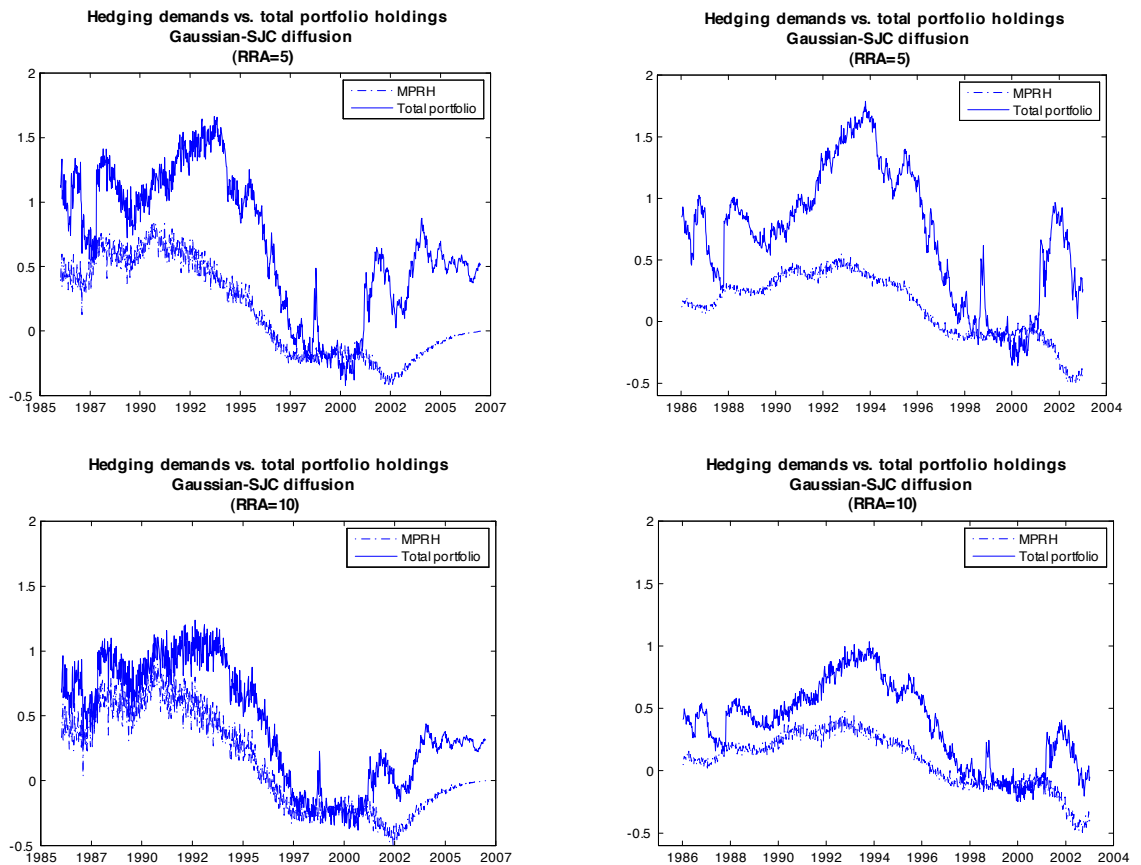 Hedging demands vs. total portfolio holdings
Gaussian-SJC diffusion
(RRA=5)
2
1.5
1
0.5
0
-0.5
1985 1987 1990 1992 1995 1997 2000 2002 2005 2007
MPRH
Total portfolio
Hedging demands vs. total portfolio holdings
Gaussian-SJC diffusion
(RRA=5)
2
1.5
1
0.5
0
-0.5
1986 1988 1990 1992 1994 1996 1998 2000 2002 2004
MPRH
Total portfolio
Hedging demands vs. total portfolio holdings
Gaussian-SJC diffusion
(RRA=10)
2
1.5
1
0.5
0
-0.5
1985 1987 1990 1992 1995 1997 2000 2002 2005 2007
MPRH
Total portfolio
Hedging demands vs. total portfolio holdings
Gaussian-SJC diffusion
(RRA=10)
2
1.5
1
0.5
0
-0.5
1986 1988 1990 1992 1994 1996 1998 2000 2002 2004
MPRH
Total portfolio